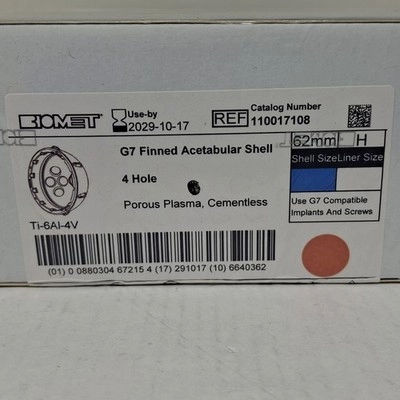 BIOMET
Use-by
2029-10-17
REF
Catalog Number
110017108
G7 Finned Acetabular Shell
4 Hole
Porous Plasma, Cementless
62mm H
Shell Size Liner Size
Use G7 Compatible
Implants And Screws
Ti-6Al-4V
(01) 0 0880304 67215 4 (17) 291017 (10) 6640362